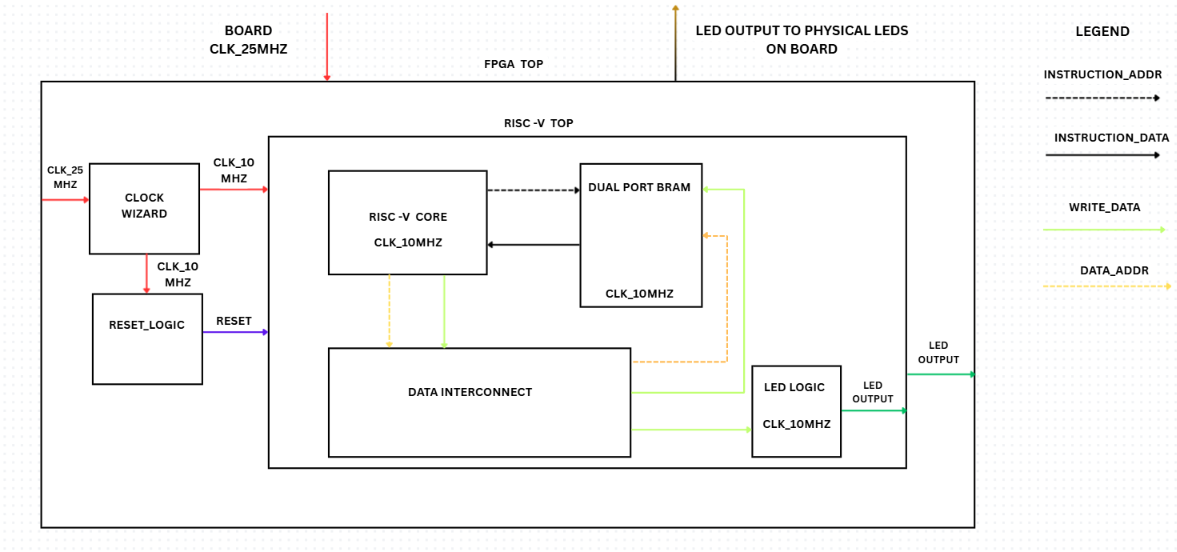 BOARD
CLK_25MHZ
LED OUTPUT TO PHYSICAL LEDS
ON BOARD
LEGEND
FPGA TOP
INSTRUCTION_ADDR
RISC -V TOP
INSTRUCTION_DATA
CLK_25
MHZ
CLOCK
WIZARD
CLK_10
MHZ
RISC -V CORE
CLK_10MHZ
DUAL PORT BRAM
CLK_10MHZ
WRITE_DATA
DATA_ADDR
CLK_10
MHZ
RESET_LOGIC
RESET
DATA INTERCONNECT
LED LOGIC
CLK_10MHZ
LED
OUTPUT
LED
OUTPUT